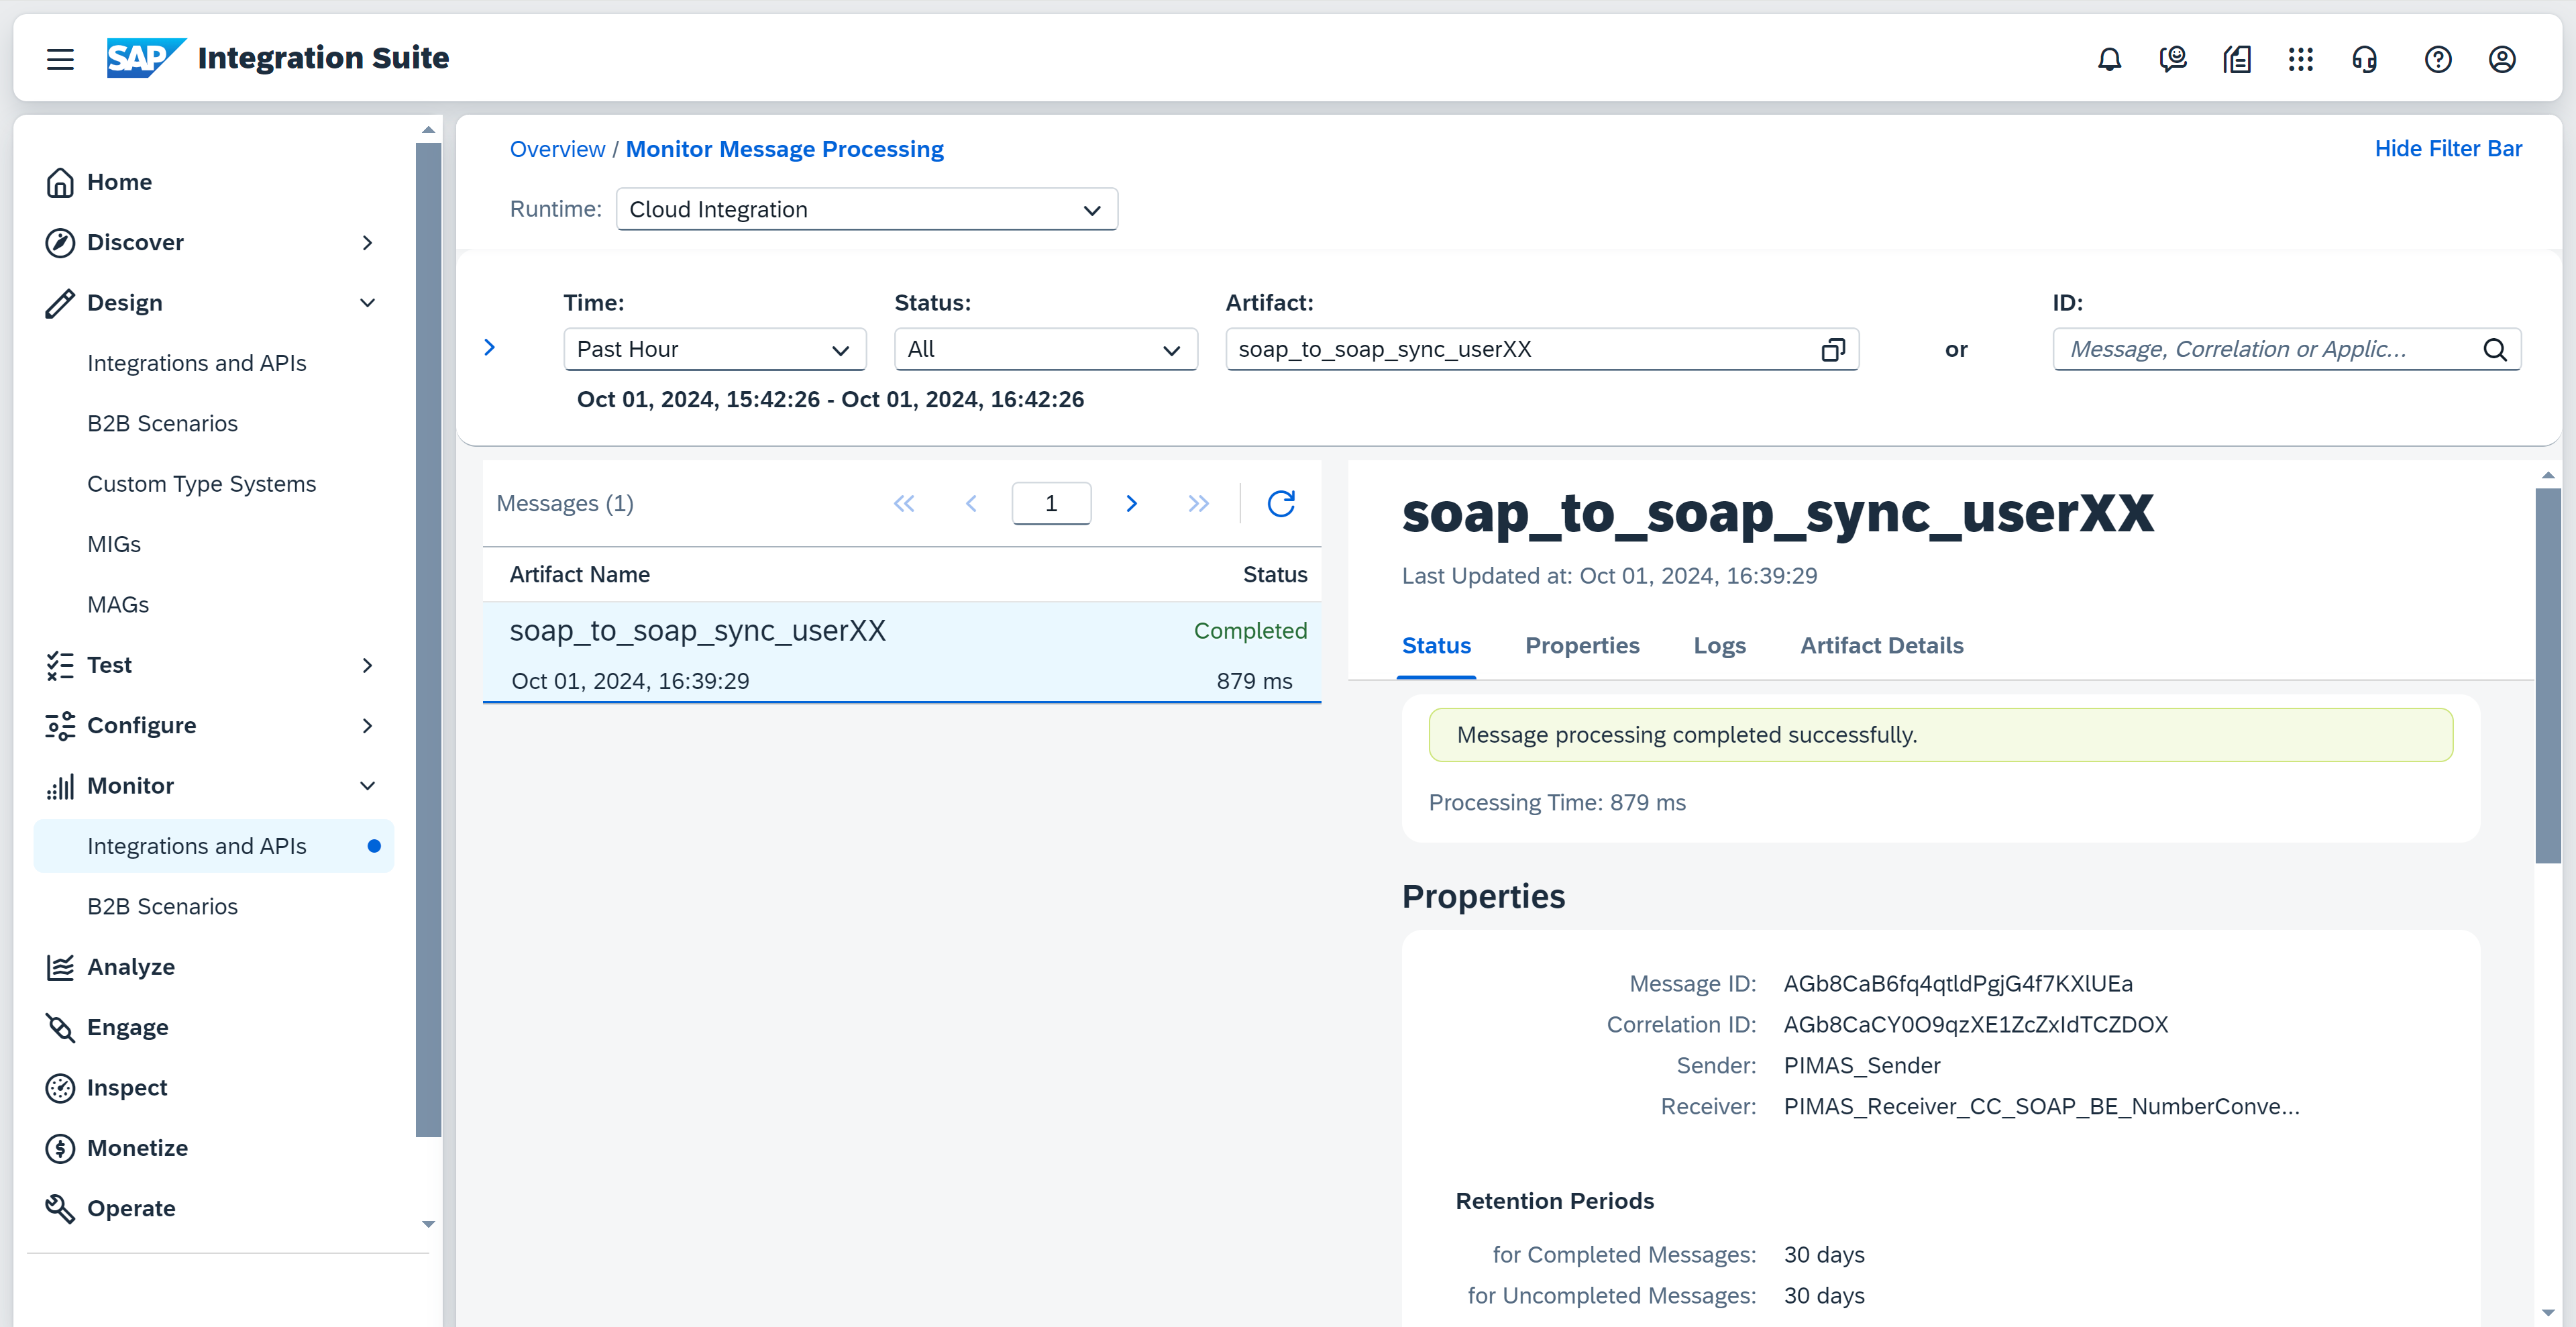 SAP Integration Suite
Home
Discover
Design
Integrations and APIs
B2B Scenarios
Custom Type Systems
MIGs
MAGs
Test
Configure
Monitor
Integrations and APIs
B2B Scenarios
Analyze
Engage
Inspect
Monetize
Operate
Overview / Monitor Message Processing
Hide Filter Bar
Runtime: Cloud Integration
Time: Status: Artifact: ID:
Past Hour All soap_to_soap_sync_userXX or Message, Correlation or Applic...
Oct 01, 2024, 15:42:26 - Oct 01, 2024, 16:42:26
Messages (1) 1
Artifact Name Status
soap_to_soap_sync_userXX Completed
Oct 01, 2024, 16:39:29 879 ms
soap_to_soap_sync_userXX
Last Updated at: Oct 01, 2024, 16:39:29
Status Properties Logs Artifact Details
Message processing completed successfully.
Processing Time: 879 ms
Properties
Message ID: AGb8CaB6fq4qtldPgjG4f7KXlUEa
Correlation ID: AGb8CaCY0O9qzXE1ZcZxIdTCZDOX
Sender: PIMAS_Sender
Receiver: PIMAS_Receiver_CC_SOAP_BE_NumberConve...
Retention Periods
for Completed Messages: 30 days
for Uncompleted Messages: 30 days